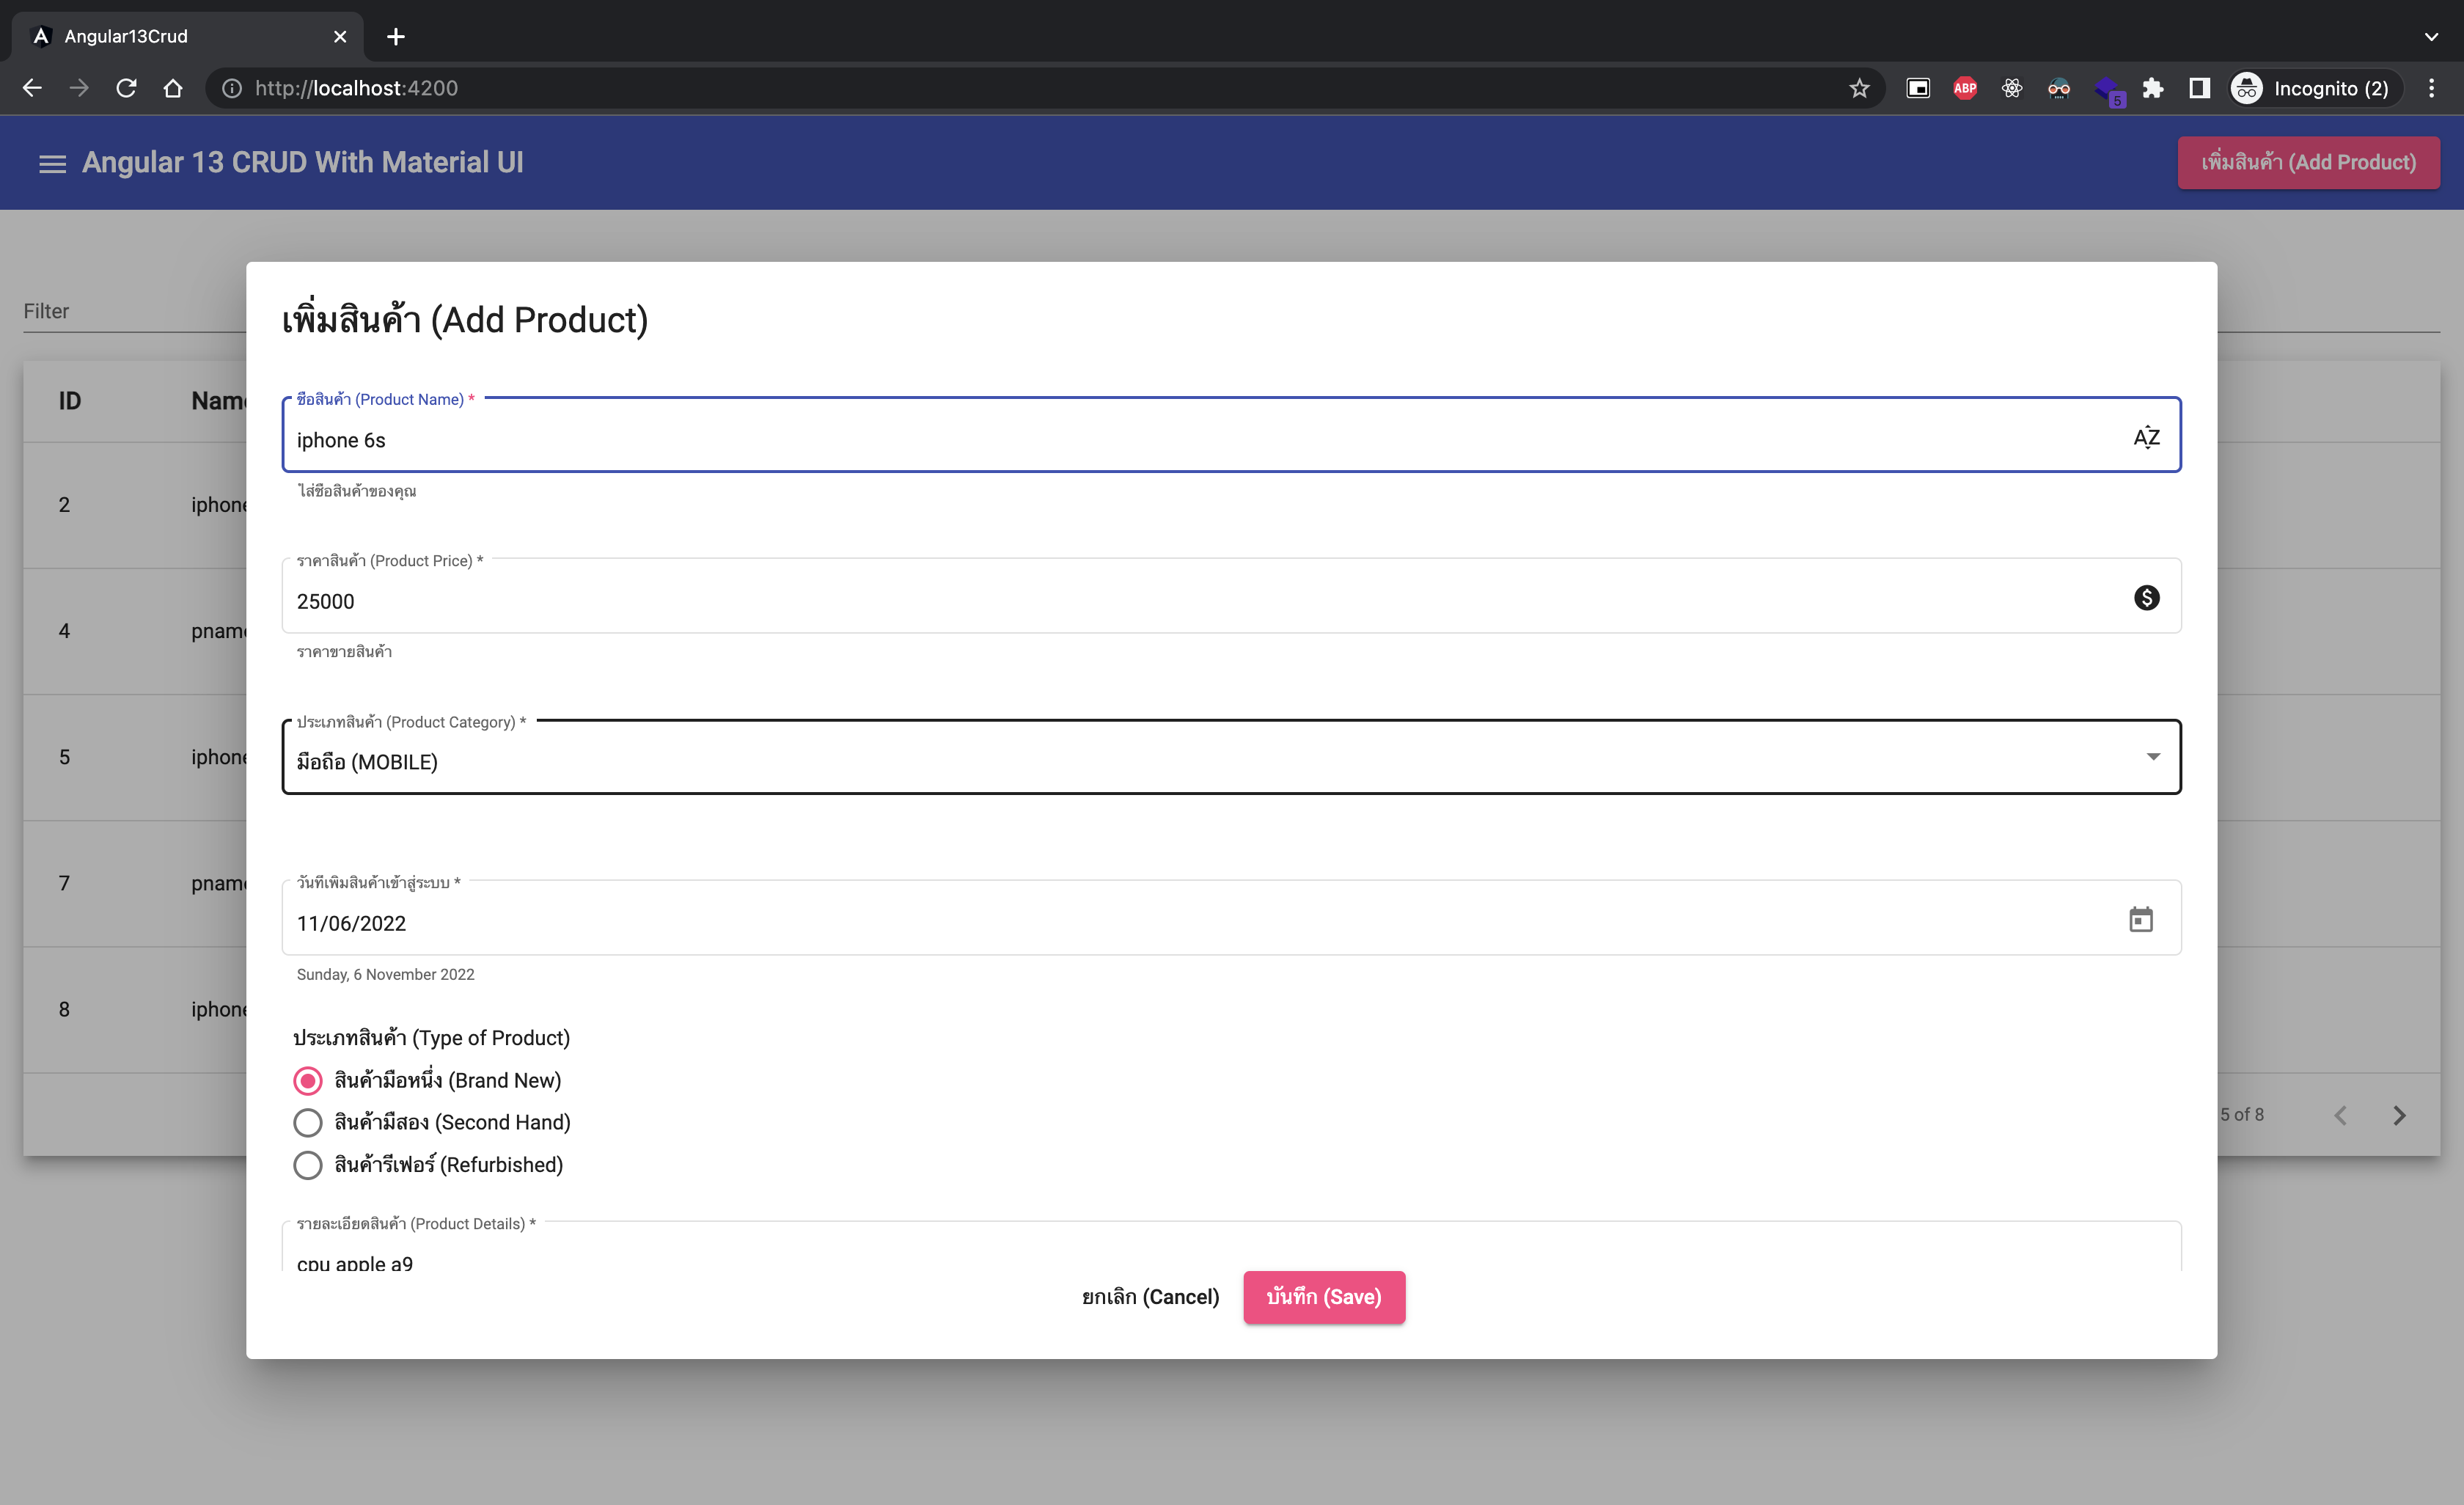 Angular13Crud
http://localhost:4200
ABP
5
Incognito (2)
Angular 13 CRUD With Material UI
เพิ่มสินค้า (Add Product)
Filter
ID
2
4
5
7
8
เพิ่มสินค้า (Add Product)
ชื่อสินค้า (Product Name) *
iphone 6s
AZ
ใส่ชื่อสินค้าของคุณ
ราคาสินค้า (Product Price) *
25000
$
ราคาขายสินค้า
ประเภทสินค้า (Product Category) *
มือถือ (MOBILE)
วันที่เพิ่มสินค้าเข้าสู่ระบบ *
11/06/2022
Sunday, 6 November 2022
ประเภทสินค้า (Type of Product)
สินค้ามือหนึ่ง (Brand New)
สินค้ามือสอง (Second Hand)
สินค้ารีเฟอร์ (Refurbished)
รายละเอียดสินค้า (Product Details) *
cpu apple a9
5 of 8
ยกเลิก (Cancel)
บันทึก (Save)